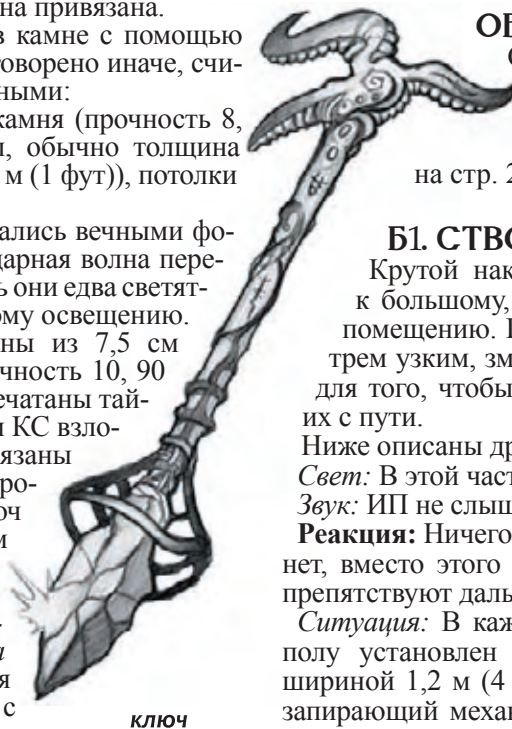 на привязана.
в камне с помощью
говорено иначе, счи-
ными:
камня (прочность 8,
обычно толщина
м (1 фут)), потолки
ались вечными фо-
дарная волна пере-
ь они едва светят-
ому освещению.
ны из 7,5 см
чность 10, 90
ечатаны тай-
и КС взло-
язаны
ро-
юч
м
а
я
с
ключ
на стр. 2
Б1. СТВО
Крутой нак
к большому,
помещению.
трем узким, зм
для того, чтобы
их с пути.
Ниже описаны др
Свет: В этой част
Звук: ИП не слыш
Реакция: Ничего
нет, вместо этого
препятствуют даль
Ситуация: В каж
полу установлен
шириной 1,2 м (4
запирающий механ